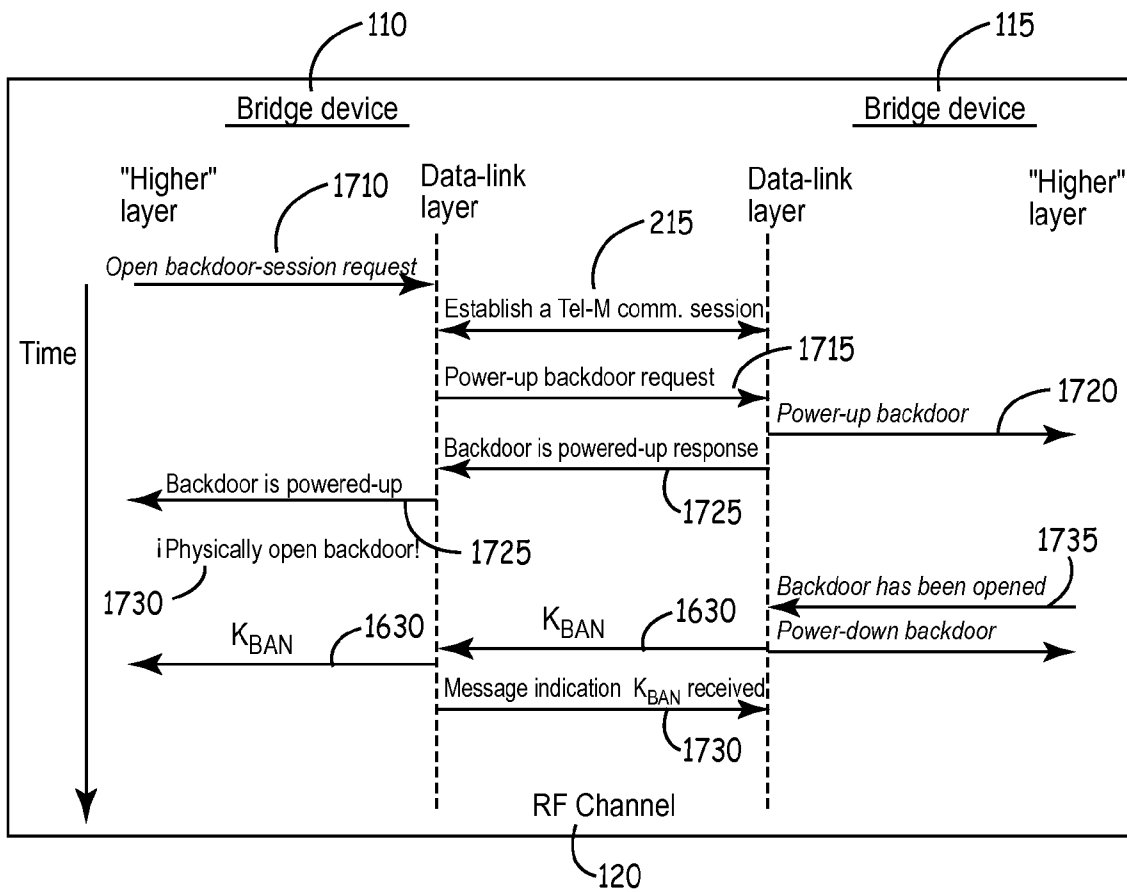 110
115
Bridge device
Bridge device
"Higher"
layer
1710
Data-link
layer
215
Data-link
layer
"Higher"
layer
Open backdoor-session request
Establish a Tel-M comm. session
Time
1715
Power-up backdoor request
1720
Power-up backdoor
Backdoor is powered-up response
Backdoor is powered-up
1725
1725
¡Physically open backdoor!
1735
1730
Backdoor has been opened
KBAN
1630
KBAN
1630
Power-down backdoor
Message indication KBAN received
1730
RF Channel
120